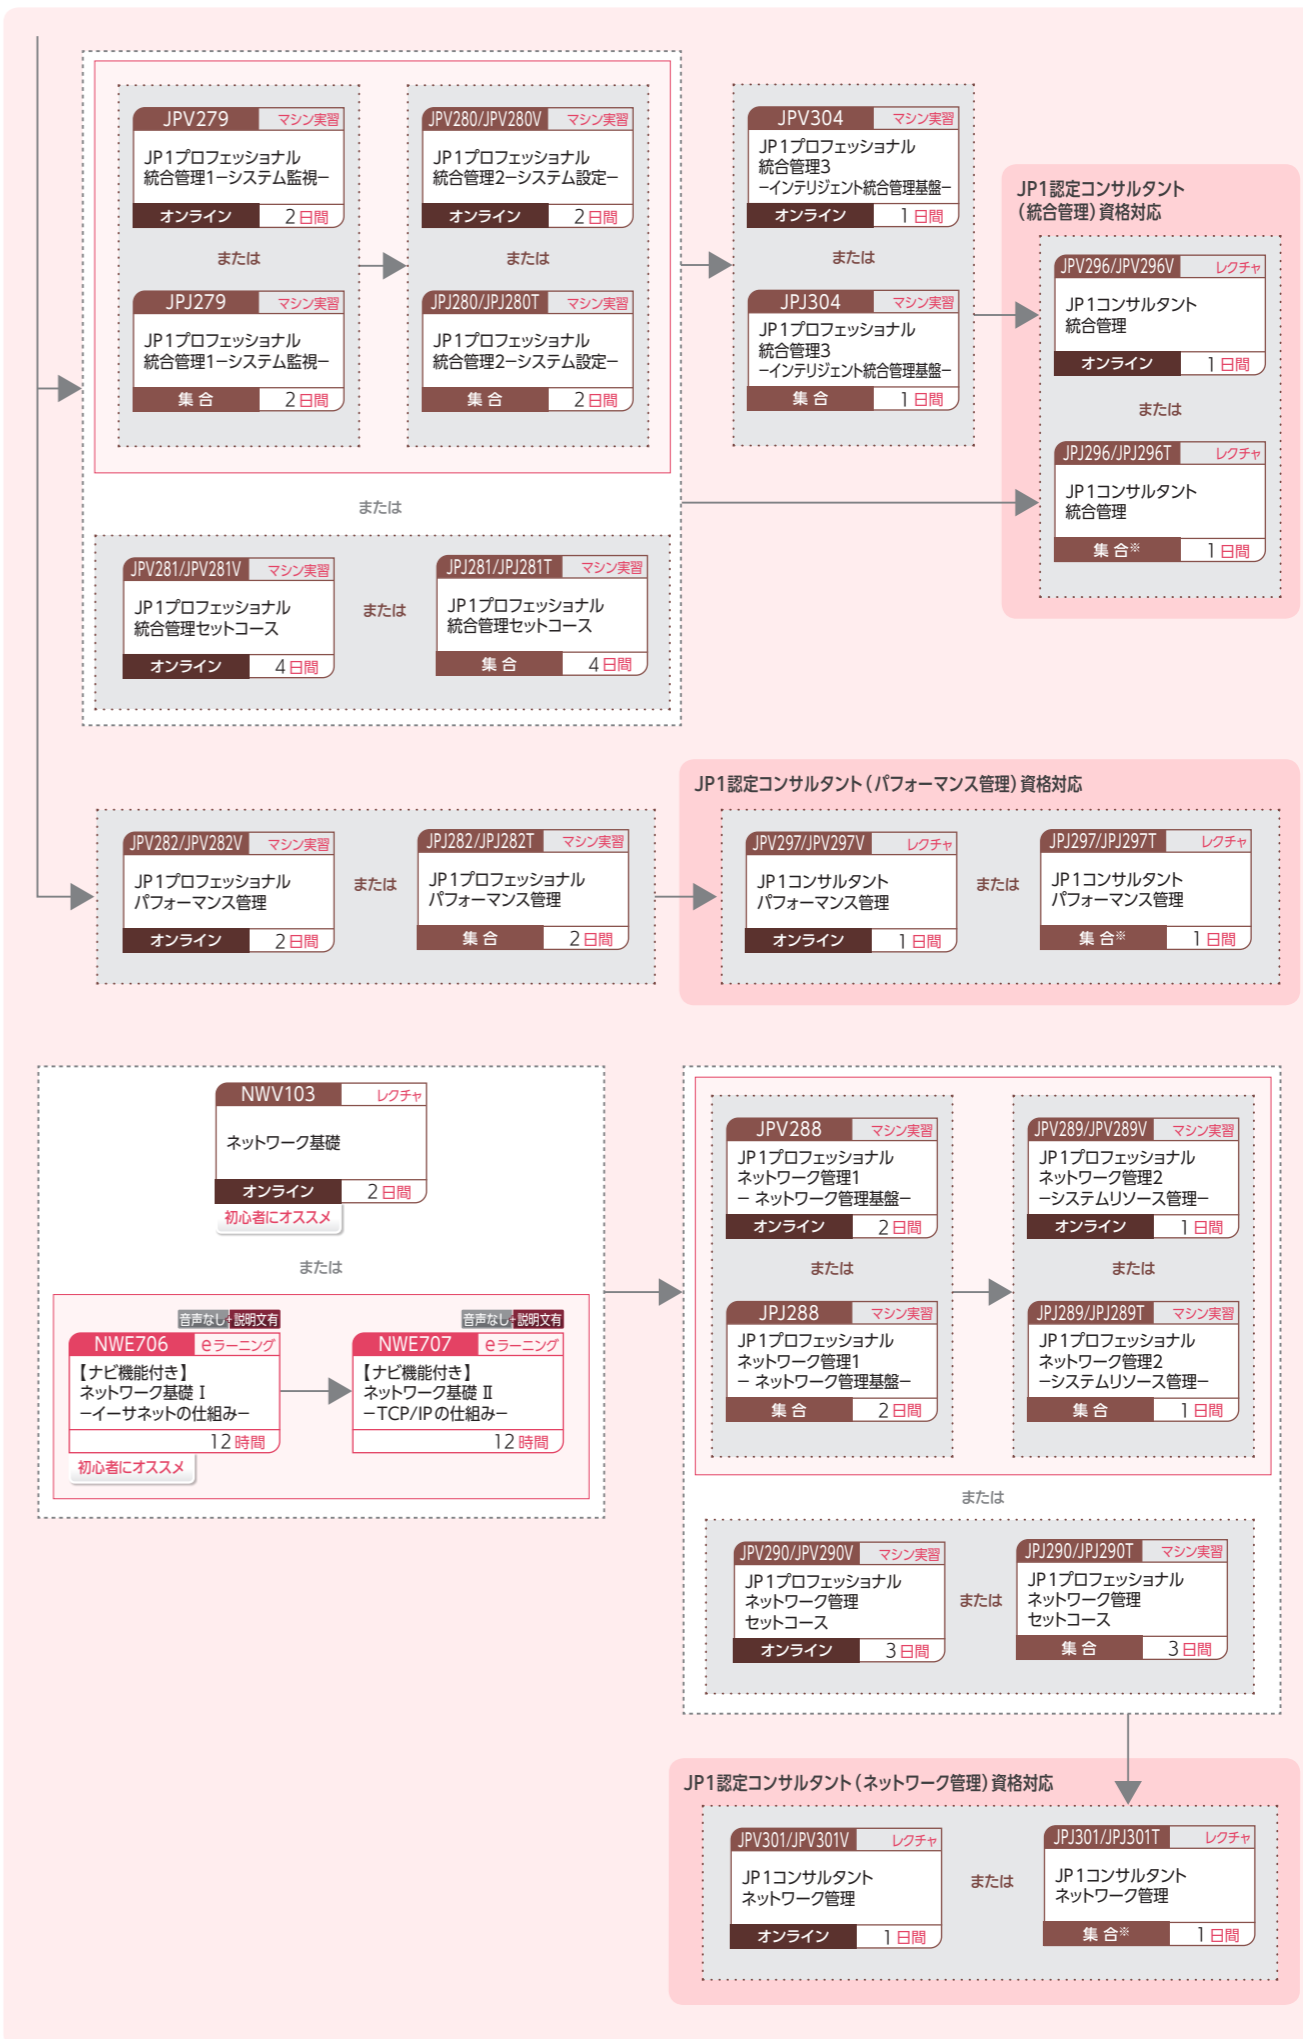 JPV279 マシン実習
JP1プロフェッショナル
統合管理1ーシステム監視ー
オンライン 2日間
または
JPJ279 マシン実習
JP1プロフェッショナル
統合管理1ーシステム監視ー
集合 2日間
JPV280/JPV280V マシン実習
JP1プロフェッショナル
統合管理2ーシステム設定ー
オンライン 2日間
または
JPJ280/JPJ280T マシン実習
JP1プロフェッショナル
統合管理2ーシステム設定ー
集合 2日間
JPV304 マシン実習
JP1プロフェッショナル
統合管理3
ーインテリジェント統合管理基盤ー
オンライン 1日間
または
JPJ304 マシン実習
JP1プロフェッショナル
統合管理3
ーインテリジェント統合管理基盤ー
集合 1日間
JP1認定コンサルタント
（統合管理）資格対応
JPV296/JPV296V レクチャ
JP1コンサルタント
統合管理
オンライン 1日間
または
JPJ296/JPJ296T レクチャ
JP1コンサルタント
統合管理
集合※ 1日間
または
JPV281/JPV281V マシン実習
JP1プロフェッショナル
統合管理セットコース
オンライン 4日間
または
JPJ281/JPJ281T マシン実習
JP1プロフェッショナル
統合管理セットコース
集合 4日間
JPV282/JPV282V マシン実習
JP1プロフェッショナル
パフォーマンス管理
オンライン 2日間
または
JPJ282/JPJ282T マシン実習
JP1プロフェッショナル
パフォーマンス管理
集合 2日間
JP1認定コンサルタント（パフォーマンス管理）資格対応
JPV297/JPV297V レクチャ
JP1コンサルタント
パフォーマンス管理
オンライン 1日間
または
JPJ297/JPJ297T レクチャ
JP1コンサルタント
パフォーマンス管理
集合※ 1日間
NWV103 レクチャ
ネットワーク基礎
オンライン 2日間
初心者にオススメ
または
音声なし+説明文有
NWE706 eラーニング
【ナビ機能付き】
ネットワーク基礎 Ⅰ
ーイーサネットの仕組みー
12時間
初心者にオススメ
音声なし+説明文有
NWE707 eラーニング
【ナビ機能付き】
ネットワーク基礎 Ⅱ
ーTCP/IPの仕組みー
12時間
JPV288 マシン実習
JP1プロフェッショナル
ネットワーク管理1
ー ネットワーク管理基盤ー
オンライン 2日間
または
JPJ288 マシン実習
JP1プロフェッショナル
ネットワーク管理1
ー ネットワーク管理基盤ー
集合 2日間
JPV289/JPV289V マシン実習
JP1プロフェッショナル
ネットワーク管理2
ーシステムリソース管理ー
オンライン 1日間
または
JPJ289/JPJ289T マシン実習
JP1プロフェッショナル
ネットワーク管理2
ーシステムリソース管理ー
集合 1日間
または
JPV290/JPV290V マシン実習
JP1プロフェッショナル
ネットワーク管理
セットコース
オンライン 3日間
または
JPJ290/JPJ290T マシン実習
JP1プロフェッショナル
ネットワーク管理
セットコース
集合 3日間
JP1認定コンサルタント（ネットワーク管理）資格対応
JPV301/JPV301V レクチャ
JP1コンサルタント
ネットワーク管理
オンライン 1日間
または
JPJ301/JPJ301T レクチャ
JP1コンサルタント
ネットワーク管理
集合※ 1日間